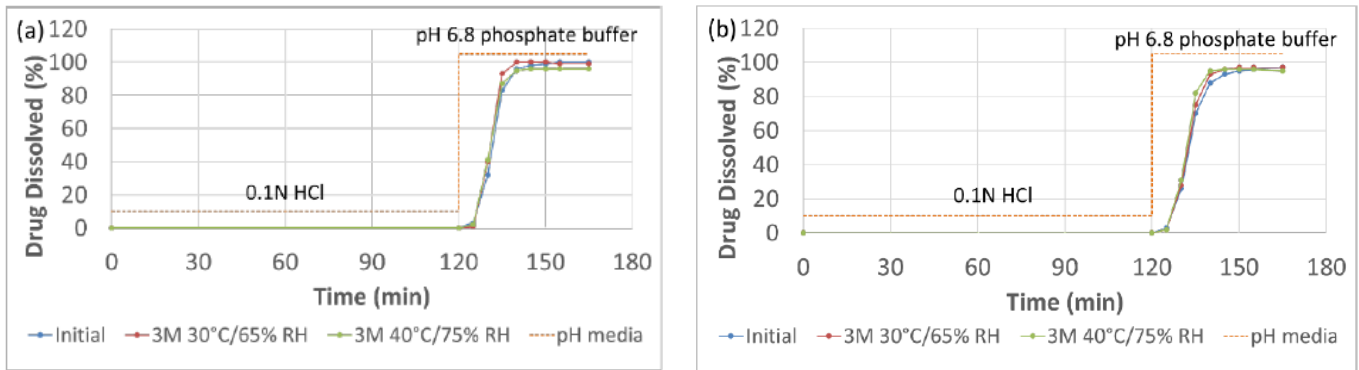 (a)
120
100
80
60
40
20
0
Drug Dissolved (%)
pH 6.8 phosphate buffer
0.1N HCl
0 30 60 90 120 150 180
Time (min)
Initial 3M 30°C/65% RH 3M 40°C/75% RH pH media
(b)
120
100
80
60
40
20
0
Drug Dissolved (%)
pH 6.8 phosphate buffer
0.1N HCl
0 30 60 90 120 150 180
Time (min)
Initial 3M 30°C/65% RH 3M 40°C/75% RH pH media